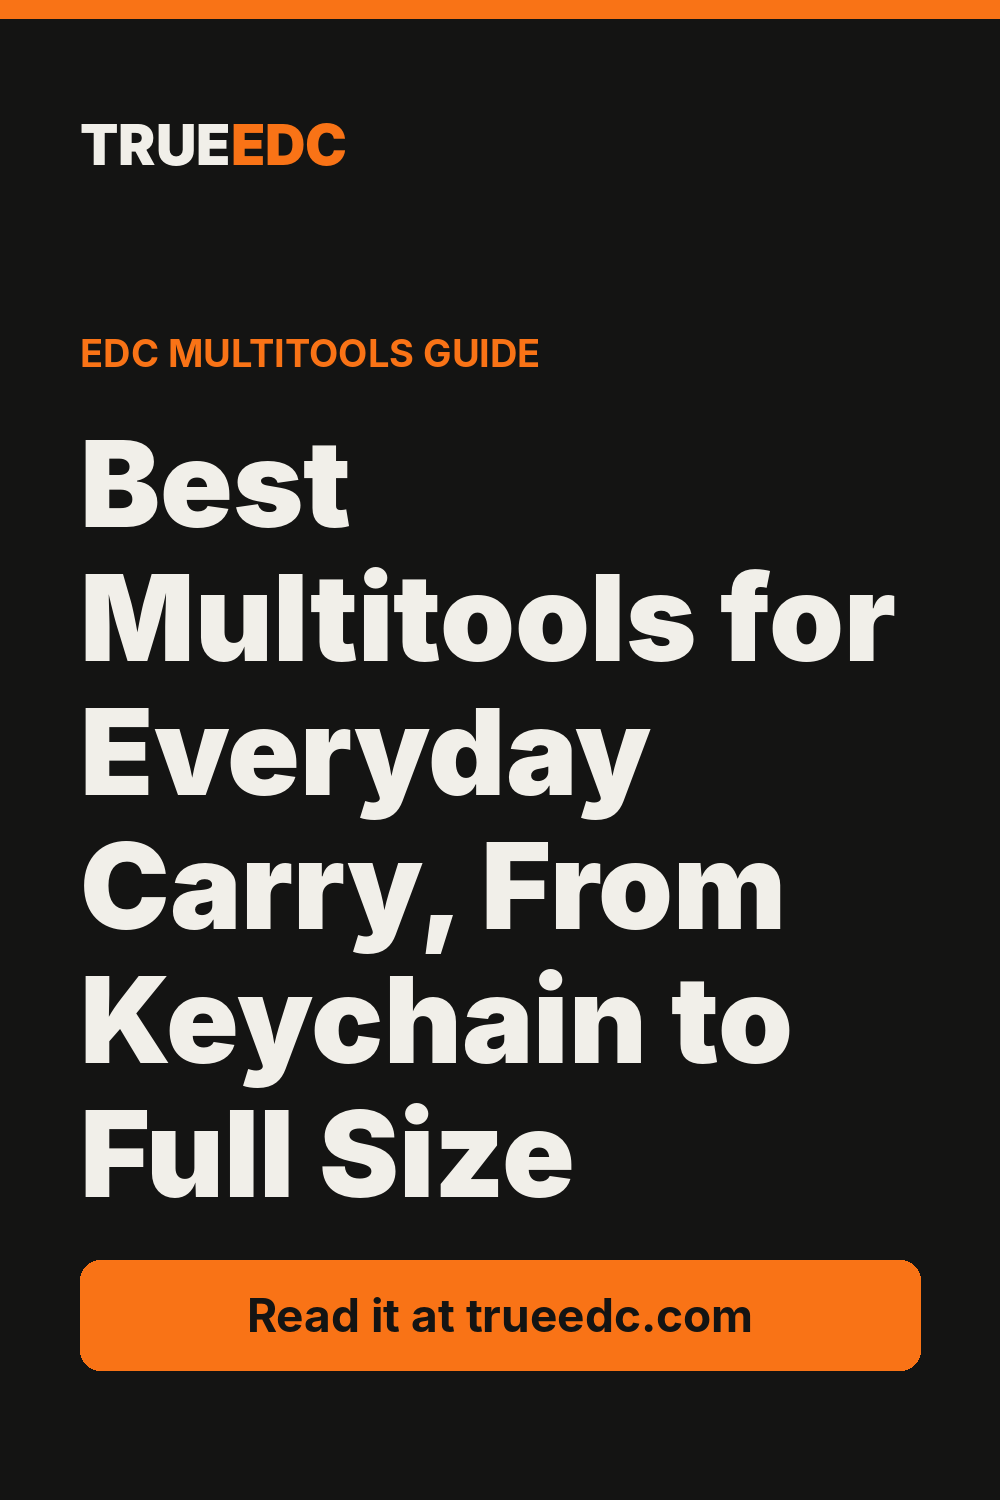 TRUEEDC
EDC MULTITOOLS GUIDE
Best
Multitools for
Everyday
Carry, From
Keychain to
Full Size
Read it at trueedc.com